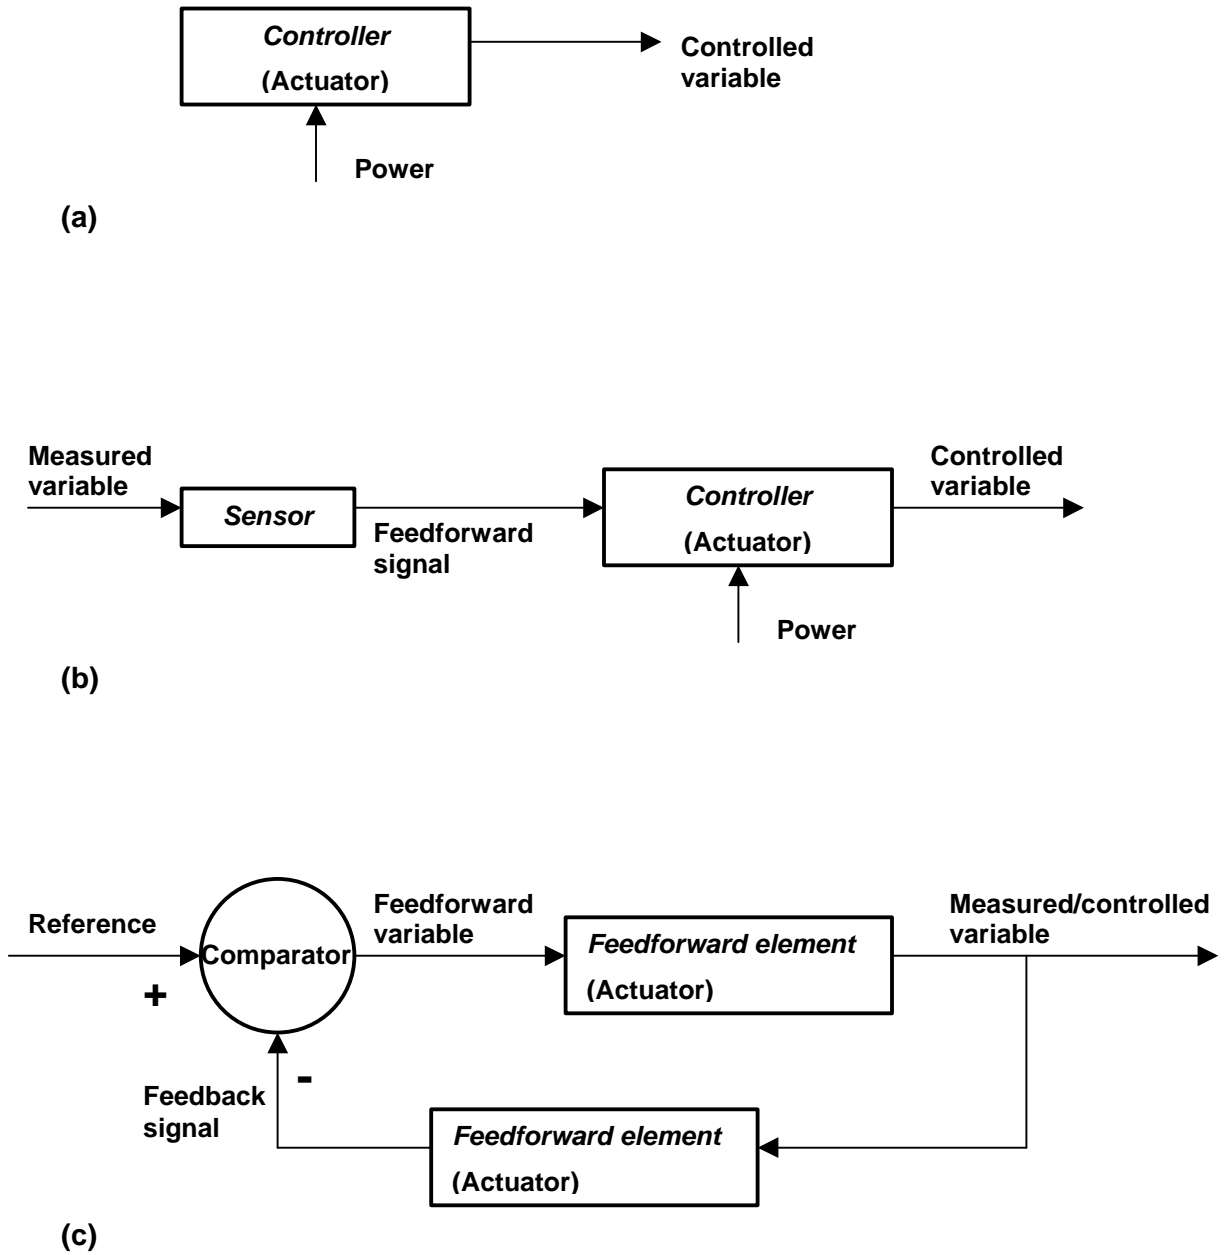 Controller
(Actuator)
Controlled
variable
Power
(a)
Measured
variable
Sensor
Feedforward
signal
Controller
(Actuator)
Controlled
variable
Power
(b)
Reference
+
Comparator
Feedforward
variable
Feedforward element
(Actuator)
Measured/controlled
variable
-
Feedback
signal
Feedforward element
(Actuator)
(c)